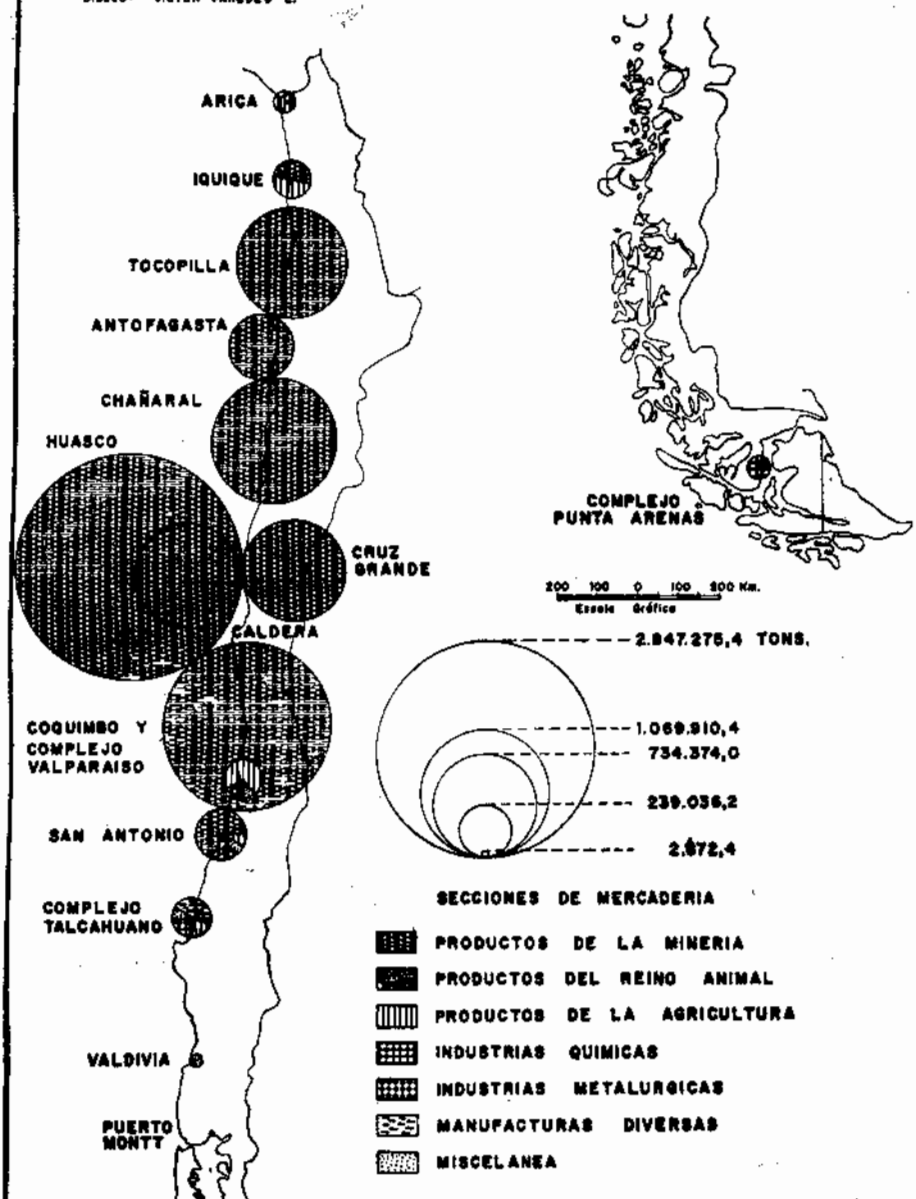 ARICA
IQUIQUE
TOCOPILLA
ANTOFAGASTA
CHAÑARAL
HUASCO
CRUZ
GRANDE
CALDERA
COQUIMBO Y
COMPLEJO
VALPARAISO
SAN ANTONIO
COMPLEJO
TALCAHUANO
VALDIVIA
PUERTO
MONTT
COMPLEJO
PUNTA ARENAS
200 100 0 100 200 Km.
Escala Gráfica
2.847.275,4 TONS.
1.069.910,4
734.374,0
239.036,2
SECCIONES DE MERCADERIA
PRODUCTOS DE LA MINERIA
PRODUCTOS DEL REINO ANIMAL
PRODUCTOS DE LA AGRICULTURA
INDUSTRIAS QUIMICAS
INDUSTRIAS METALURGICAS
MANUFACTURAS DIVERSAS
MISCELANEA